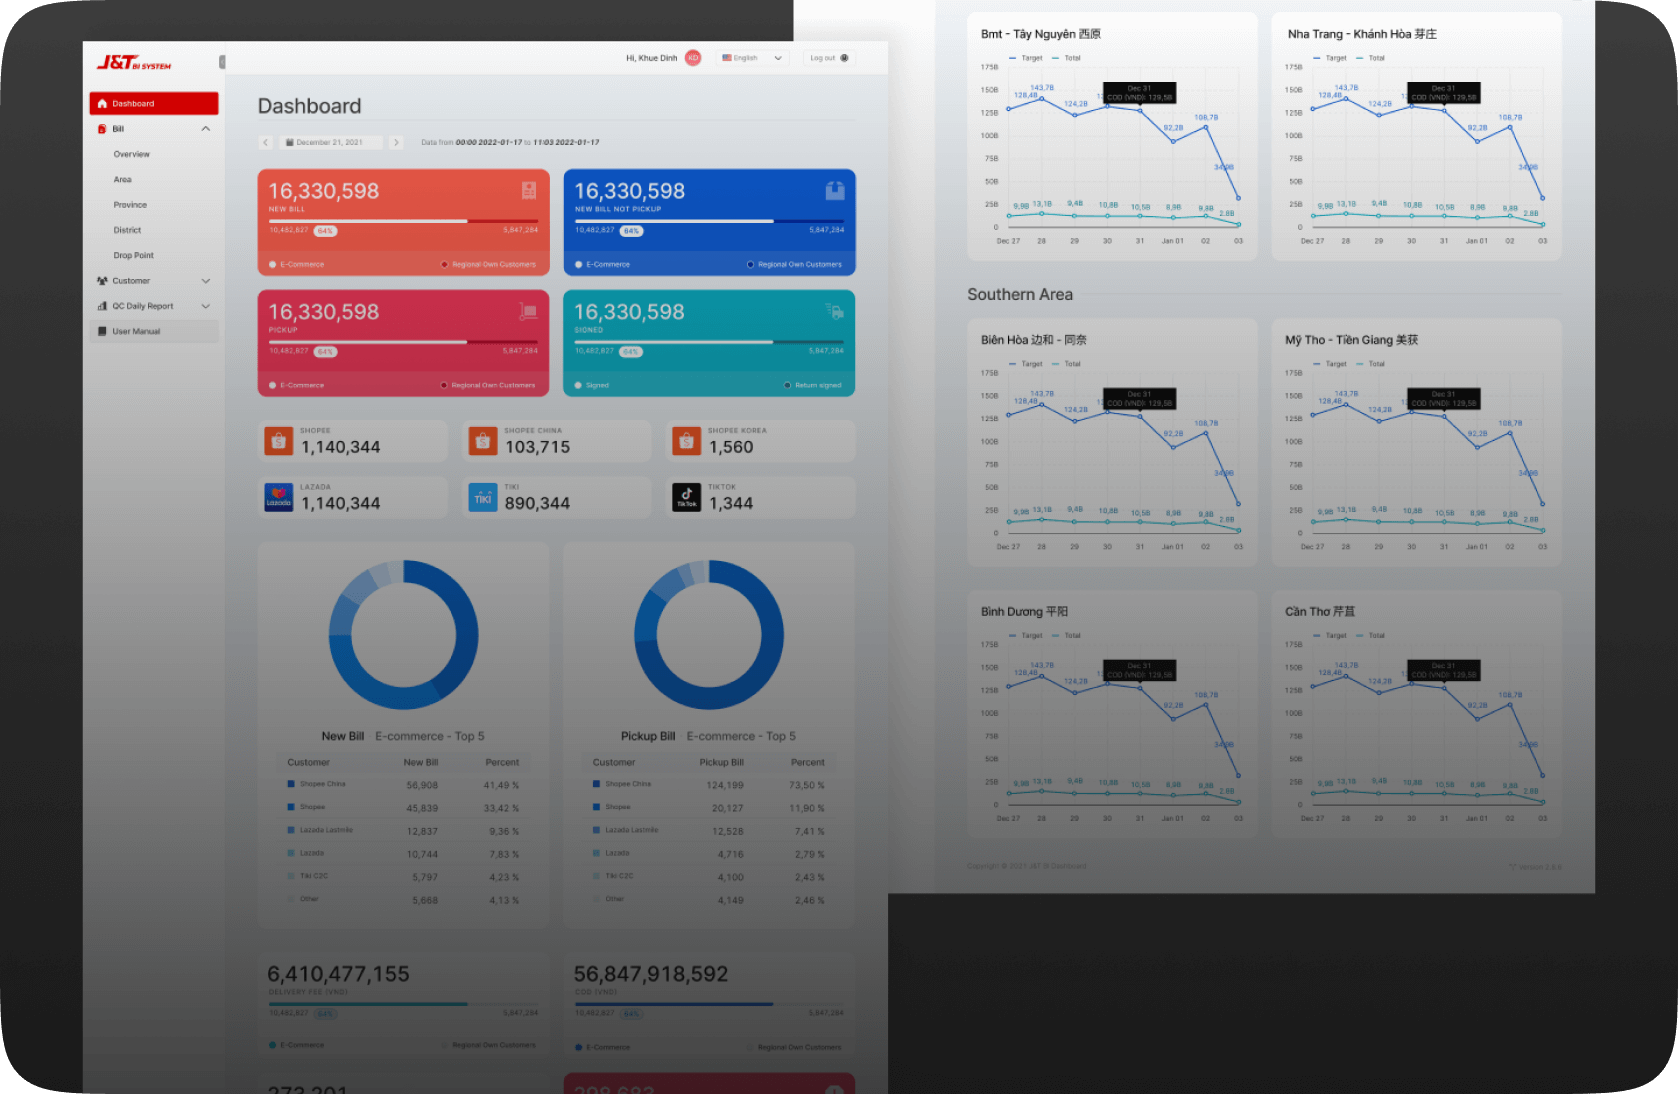 J&T BI SYSTEM
Hi, Khue Dinh KD English Log out
Dashboard
Bill
Overview
Area
Province
District
Drop Point
Customer
QC Daily Report
User Manual
Dashboard
December 21, 2021
Data from 00:00 2022-01-17 to 11:03 2022-01-17
16,330,598
NEW BILL
10,482,827 64% 5,847,284
E-Commerce Regional Own Customers
16,330,598
NEW BILL NOT PICKUP
10,482,827 64% 5,847,284
E-Commerce Regional Own Customers
16,330,598
PICKUP
10,482,827 64% 5,847,284
E-Commerce Regional Own Customers
16,330,598
SIGNED
10,482,827 64% 5,847,284
Signed Return signed
SHOPEE
1,140,344
SHOPEE CHINA
103,715
SHOPEE KOREA
1,560
Lazada
LAZADA
1,140,344
TIKI
TIKI
890,344
TikTok
TIKTOK
1,344
New Bill E-commerce - Top 5
Customer New Bill Percent
Shopee China 56,908 41,49 %
Shopee 45,839 33,42 %
Lazada Lastmile 12,837 9,36 %
Lazada 10,744 7,83 %
Tiki C2C 5,797 4,23 %
Other 5,668 4,13 %
Pickup Bill E-commerce - Top 5
Customer Pickup Bill Percent
Shopee China 124,199 73,50 %
Shopee 20,127 11,90 %
Lazada Lastmile 12,528 7,41 %
Lazada 4,716 2,79 %
Tiki C2C 4,100 2,43 %
Other 4,149 2,46 %
6,410,477,155
DELIVERY FEE (VND)
10,482,827 64% 5,847,284
E-Commerce Regional Own Customers
56,847,918,592
COD (VND)
10,482,827 64% 5,847,284
E-Commerce Regional Own Customers
Bmt - Tây Nguyên 西原
Target Total
175B
150B
125B
100B
75B
50B
25B
0
128,4B 143,7B 124,2B 92,2B 108,7B 34,9B
Dec 31
COD (VND): 129,5B
9,9B 13,1B 9,4B 10,8B 10,5B 8,9B 9,8B 2.8B
Dec 27 28 29 30 31 Jan 01 02 03
Nha Trang - Khánh Hòa 芽庄
Target Total
175B
150B
125B
100B
75B
50B
25B
0
128,4B 143,7B 124,2B 92,2B 108,7B 34,9B
Dec 31
COD (VND): 129,5B
9,9B 13,1B 9,4B 10,8B 10,5B 8,9B 9,8B 2.8B
Dec 27 28 29 30 31 Jan 01 02 03
Southern Area
Biên Hòa 边和 - 同奈
Target Total
175B
150B
125B
100B
75B
50B
25B
0
128,4B 143,7B 124,2B 92,2B 108,7B 34,9B
Dec 31
COD (VND): 129,5B
9,9B 13,1B 9,4B 10,8B 10,5B 8,9B 9,8B 2.8B
Dec 27 28 29 30 31 Jan 01 02 03
Mỹ Tho - Tiền Giang 美获
Target Total
175B
150B
125B
100B
75B
50B
25B
0
128,4B 143,7B 124,2B 92,2B 108,7B 34,9B
Dec 31
COD (VND): 129,5B
9,9B 13,1B 9,4B 10,8B 10,5B 8,9B 9,8B 2.8B
Dec 27 28 29 30 31 Jan 01 02 03
Bình Dương 平阳
Target Total
175B
150B
125B
100B
75B
50B
25B
0
128,4B 143,7B 124,2B 92,2B 108,7B 34,9B
Dec 31
COD (VND): 129,5B
9,9B 13,1B 9,4B 10,8B 10,5B 8,9B 9,8B 2.8B
Dec 27 28 29 30 31 Jan 01 02 03
Cần Thơ 芹苴
Target Total
175B
150B
125B
100B
75B
50B
25B
0
128,4B 143,7B 124,2B 92,2B 108,7B 34,9B
Dec 31
COD (VND): 129,5B
9,9B 13,1B 9,4B 10,8B 10,5B 8,9B 9,8B 2.8B
Dec 27 28 29 30 31 Jan 01 02 03
Copyright © 2021 J&T BI Dashboard